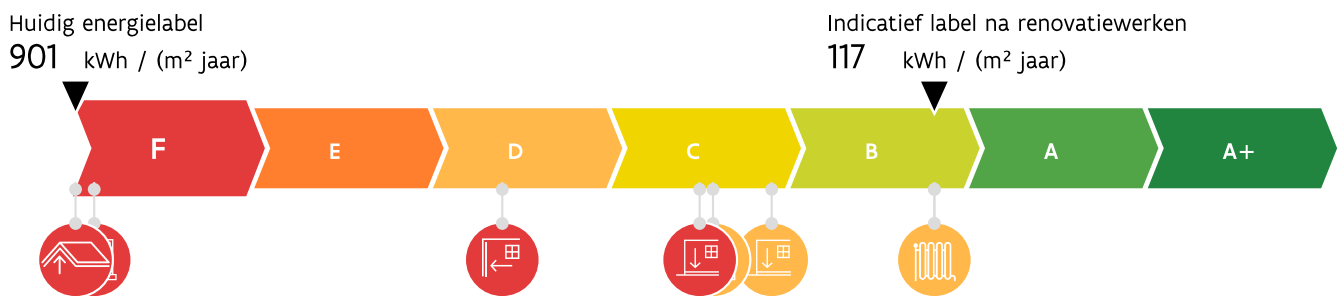 Huidig energielabel
901 kWh / (m² jaar)
Indicatief label na renovatiewerken
117 kWh / (m² jaar)
F E D C B A A+